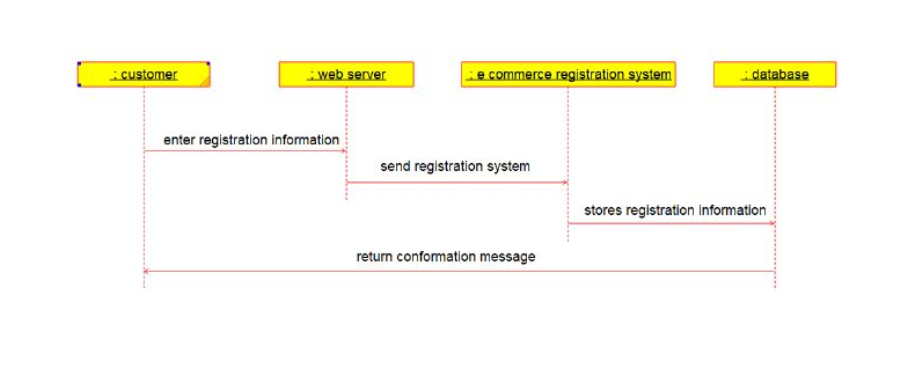 : customer
: web server
: e commerce registration system
: database
enter registration information
send registration system
stores registration information
return conformation message